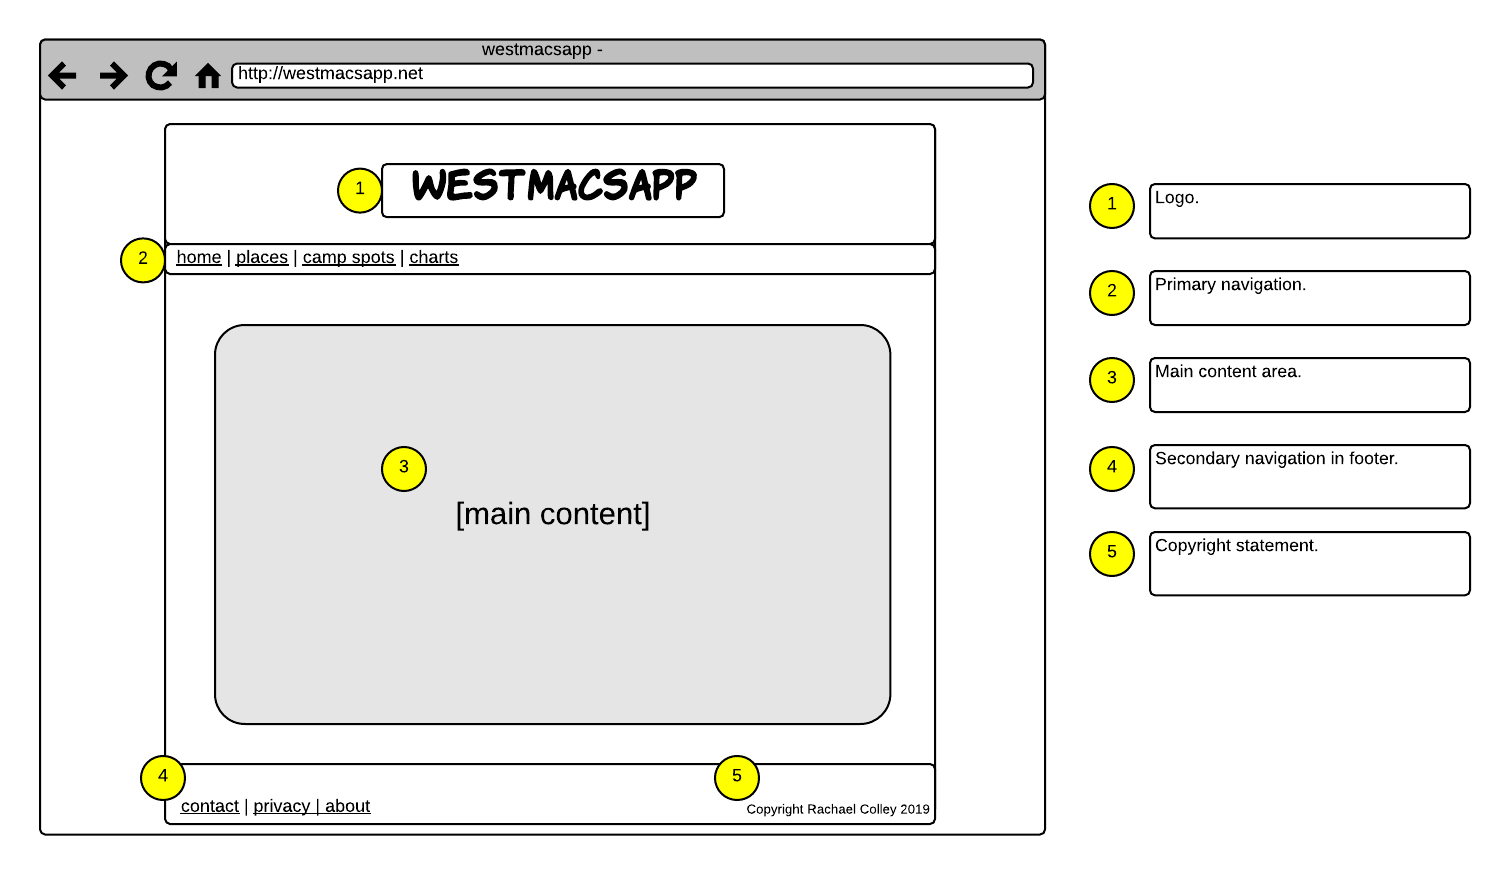 westmacsapp -
http://westmacsapp.net
1
WESTMACSAPP
2
home | places | camp spots | charts
3
[main content]
4
5
contact | privacy | about
Copyright Rachael Colley 2019
1
Logo.
2
Primary navigation.
3
Main content area.
4
Secondary navigation in footer.
5
Copyright statement.